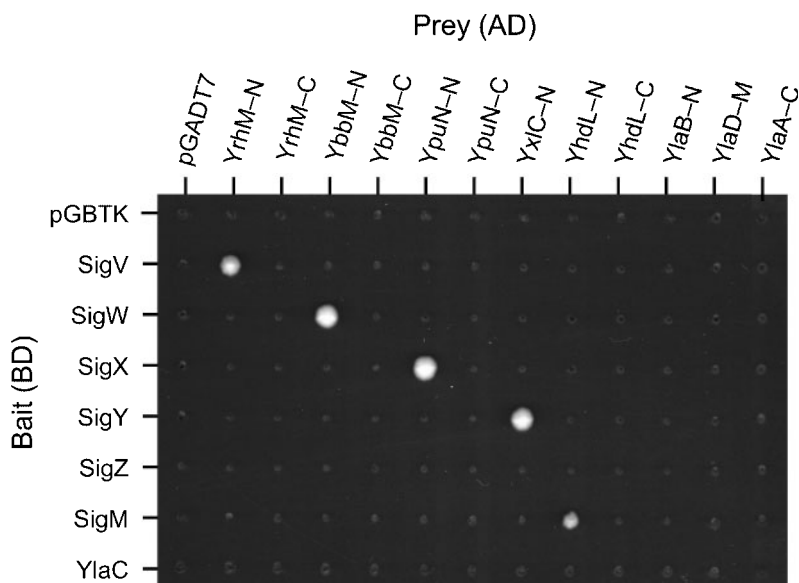 Prey (AD)
pGADT7
YrhM–N
YrhM–C
YbbM–N
YbbM–C
YpuN–N
YpuN–C
YxlC–N
YhdL–N
YhdL–C
YlaB–N
YlaD–M
YlaA–C
Bait (BD)
pGBTK
SigV
SigW
SigX
SigY
SigZ
SigM
YlaC